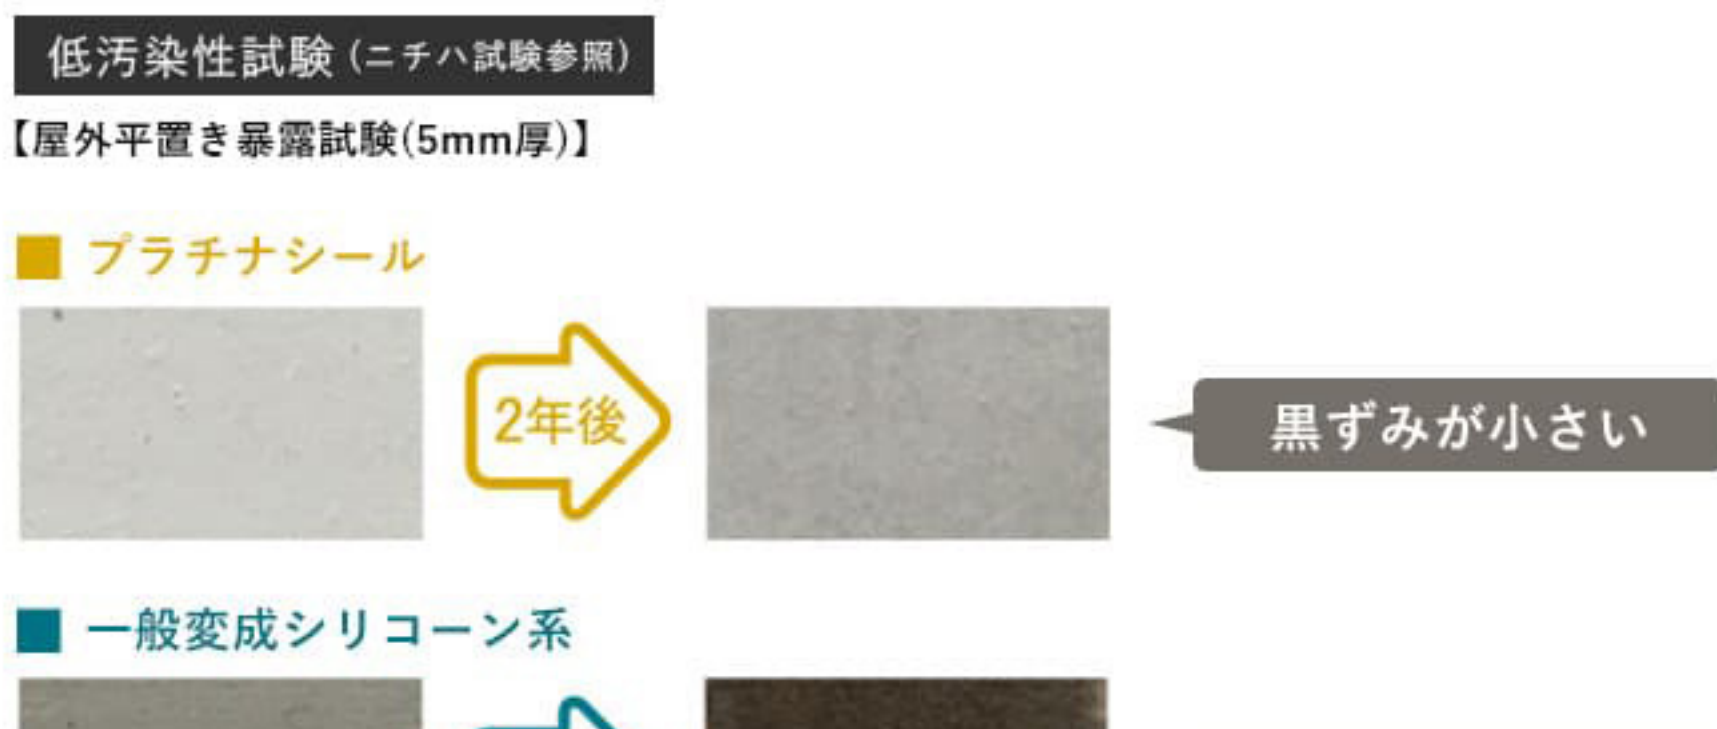 低汚染性試験(ニチハ試験参照)
【屋外平置き暴露試験(5mm厚)】
■ プラチナシール
2年後
黒ずみが小さい
■ 一般変成シリコーン系